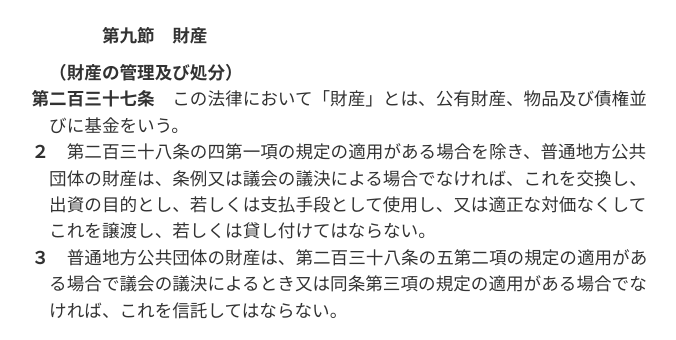 第九節　財産
（財産の管理及び処分）
第二百三十七条　この法律において「財産」とは、公有財産、物品及び債権並
びに基金をいう。
２　第二百三十八条の四第一項の規定の適用がある場合を除き、普通地方公共
団体の財産は、条例又は議会の議決による場合でなければ、これを交換し、
出資の目的とし、若しくは支払手段として使用し、又は適正な対価なくして
これを譲渡し、若しくは貸し付けてはならない。
３　普通地方公共団体の財産は、第二百三十八条の五第二項の規定の適用があ
る場合で議会の議決によるとき又は同条第三項の規定の適用がある場合でな
ければ、これを信託してはならない。